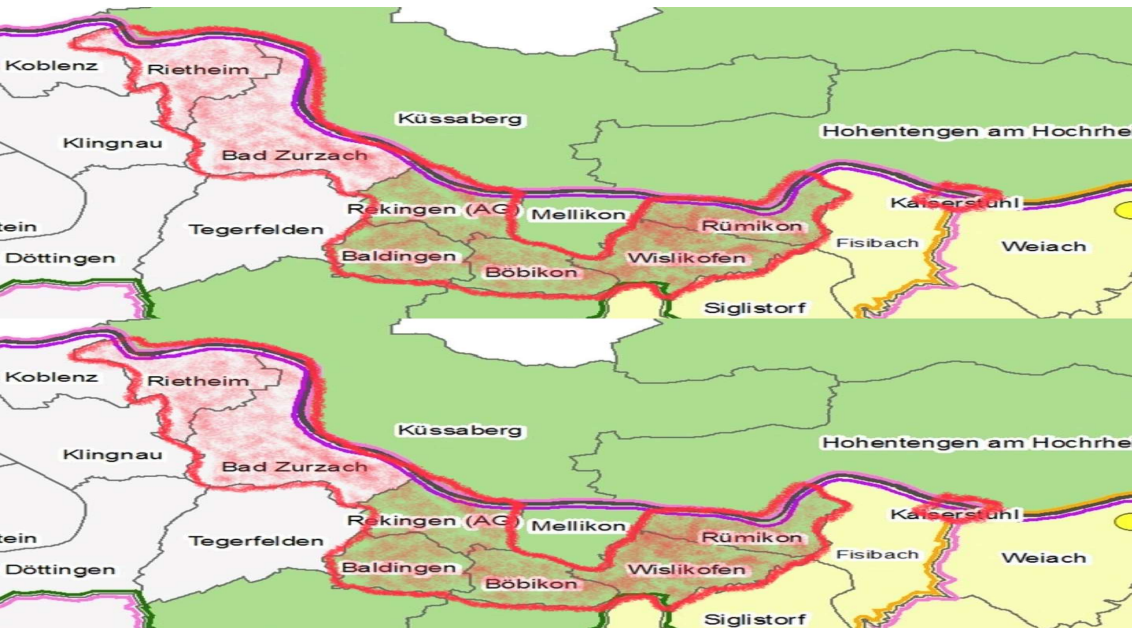 Koblenz
Rietheim
Küssaberg
Hohentengen am Hochrhe
Klingnau
Bad Zurzach
Kaiserstuhl
Rekingen (AG)
Mellikon
tein
Tegerfelden
Rümikon
Fisibach
Weiach
Döttingen
Baldingen
Böbikon
Wislikofen
Siglistorf
Koblenz
Rietheim
Küssaberg
Hohentengen am Hochrhe
Klingnau
Bad Zurzach
Kaiserstuhl
Rekingen (AG)
Mellikon
tein
Tegerfelden
Rümikon
Fisibach
Weiach
Döttingen
Baldingen
Böbikon
Wislikofen
Siglistorf